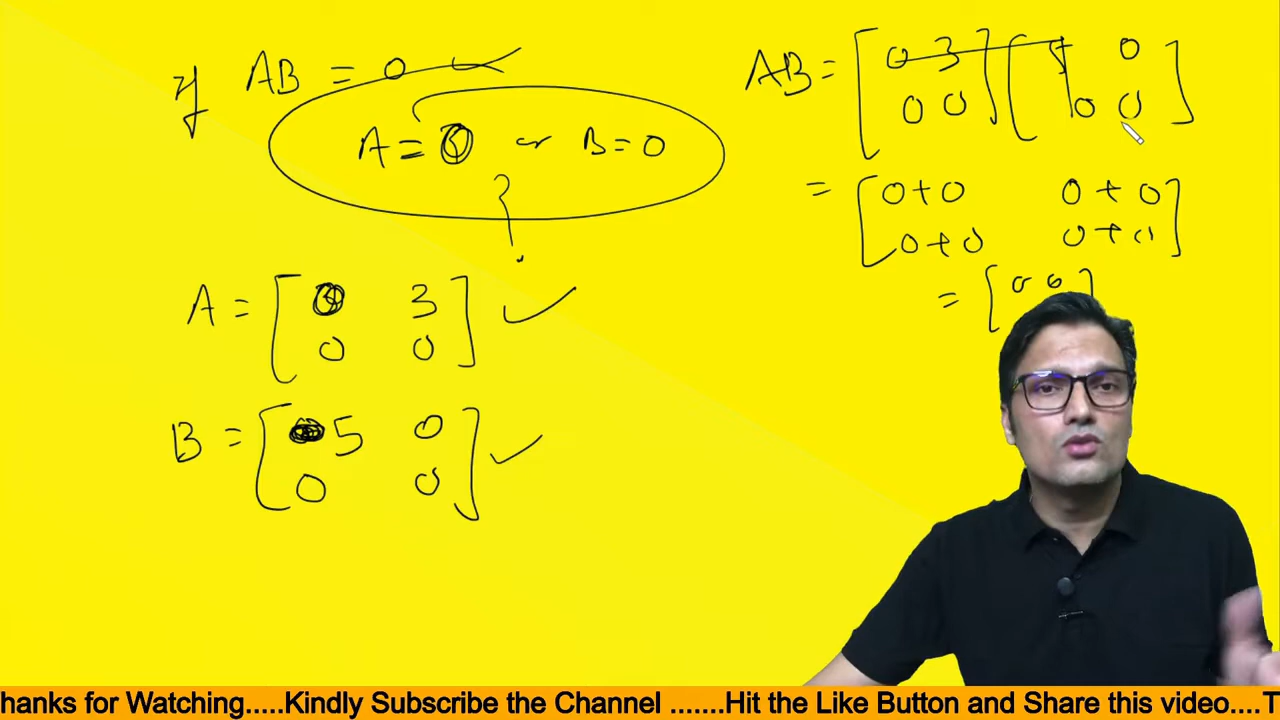 if AB = 0
A = 0 or B = 0
?
A = [ 0 3
0 0 ]
B = [ 5 0
0 0 ]
AB = [ 0 3 ] [ 5 0
0 0 ] [ 0 0 ]
= [ 0+0 0+0
0+0 0+0 ]
= [ 0 0 ]
hanks for Watching.....Kindly Subscribe the Channel .......Hit the Like Button and Share this video....T